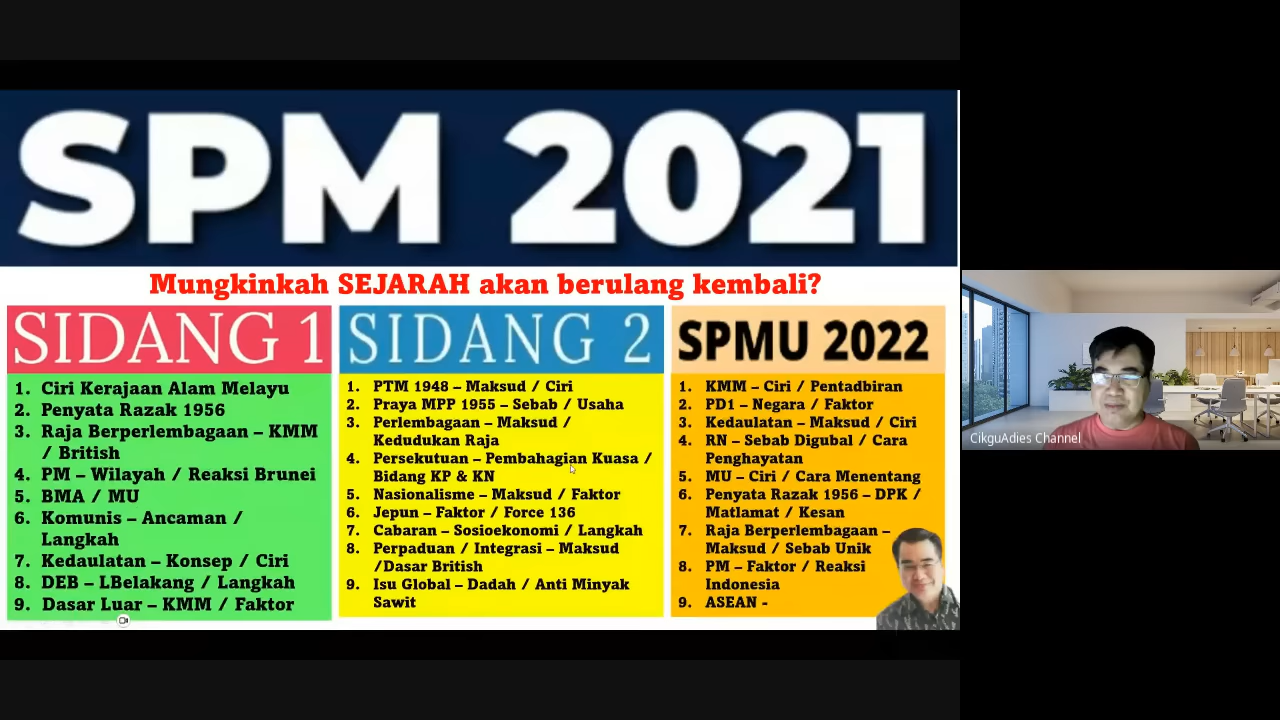 SPM 2021
Mungkinkah SEJARAH akan berulang kembali?
SIDANG 1
1. Ciri Kerajaan Alam Melayu
2. Penyata Razak 1956
3. Raja Berperlembagaan – KMM
/ British
4. PM – Wilayah / Reaksi Brunei
5. BMA / MU
6. Komunis – Ancaman /
Langkah
7. Kedaulatan – Konsep / Ciri
8. DEB – LBelakang / Langkah
9. Dasar Luar – KMM / Faktor
SIDANG 2
1. PTM 1948 – Maksud / Ciri
2. Praya MPP 1955 – Sebab / Usaha
3. Perlembagaan – Maksud /
Kedudukan Raja
4. Persekutuan – Pembahagian Kuasa /
Bidang KP & KN
5. Nasionalisme – Maksud / Faktor
6. Jepun – Faktor / Force 136
7. Cabaran – Sosioekonomi / Langkah
8. Perpaduan / Integrasi – Maksud
/Dasar British
9. Isu Global – Dadah / Anti Minyak
Sawit
SPMU 2022
1. KMM – Ciri / Pentadbiran
2. PD1 – Negara / Faktor
3. Kedaulatan – Maksud / Ciri
4. RN – Sebab Digubal / Cara
Penghayatan
5. MU – Ciri / Cara Menentang
6. Penyata Razak 1956 – DPK /
Matlamat / Kesan
7. Raja Berperlembagaan –
Maksud / Sebab Unik
8. PM – Faktor / Reaksi
Indonesia
9. ASEAN -
CikguAdies Channel